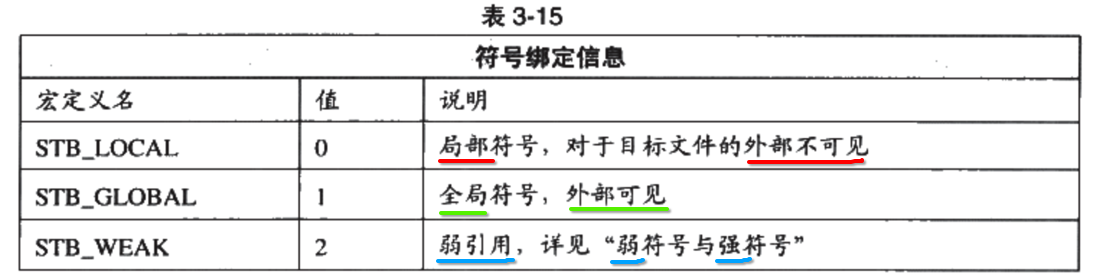 表 3-15
符号绑定信息
宏定义名 值 说明
STB_LOCAL 0 局部符号，对于目标文件的外部不可见
STB_GLOBAL 1 全局符号，外部可见
STB_WEAK 2 弱引用，详见“弱符号与强符号”